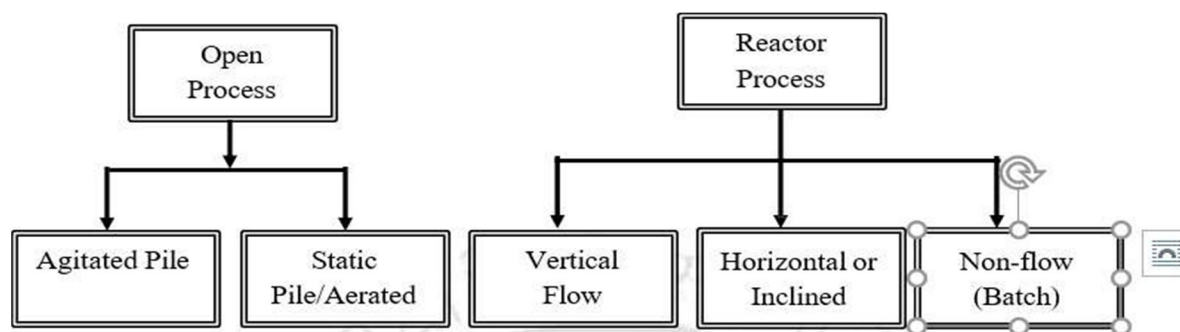 Open
Process
Reactor
Process
Agitated Pile
Static
Pile/Aerated
Vertical
Flow
Horizontal or
Inclined
Non-flow
(Batch)